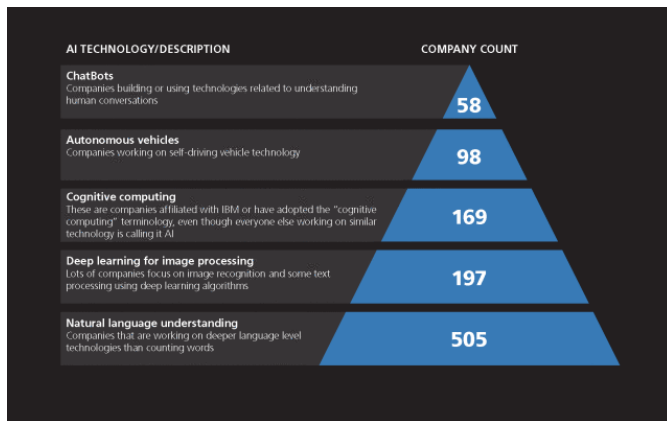 AI TECHNOLOGY/DESCRIPTION COMPANY COUNT
ChatBots
Companies building or using technologies related to understanding
human conversations
58
Autonomous vehicles
Companies working on self-driving vehicle technology
98
Cognitive computing
These are companies affiliated with IBM or have adopted the “cognitive
computing” terminology, even though everyone else working on similar
technology is calling it AI
169
Deep learning for image processing
Lots of companies focus on image recognition and some text
processing using deep learning algorithms
197
Natural language understanding
Companies that are working on deeper language level
technologies than counting words
505